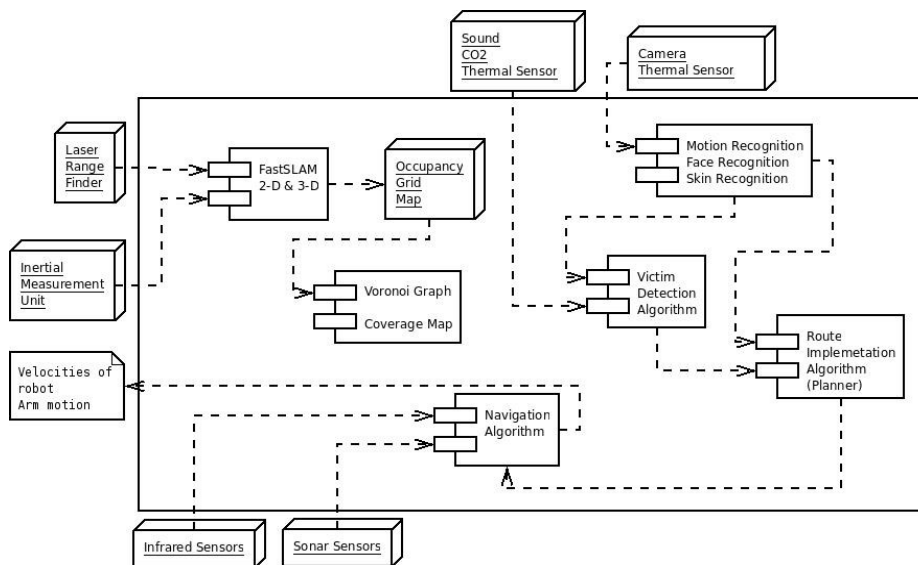 Sound
CO2
Thermal Sensor
Camera
Thermal Sensor
Laser
Range
Finder
FastSLAM
2-D & 3-D
Occupancy
Grid
Map
Motion Recognition
Face Recognition
Skin Recognition
Inertial
Measurement
Unit
Voronoi Graph
Coverage Map
Victim
Detection
Algorithm
Route
Implemetation
Algorithm
(Planner)
Velocities of
robot
Arm motion
Navigation
Algorithm
Infrared Sensors
Sonar Sensors